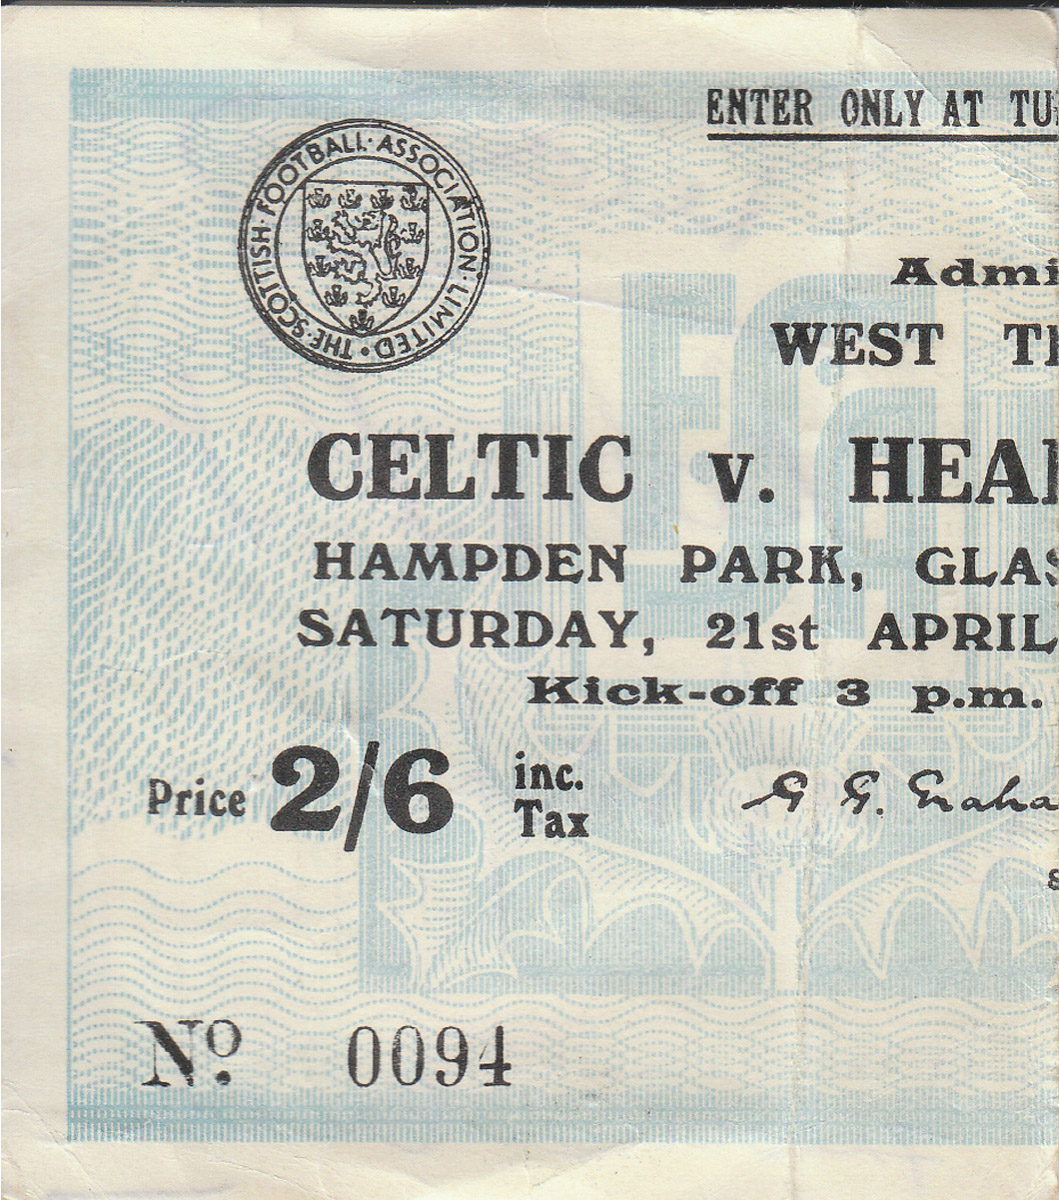 ENTER ONLY AT TU
THE · SCOTTISH · FOOTBALL · ASSOCIATION · LIMITED ·
Admi
WEST T
CELTIC v. HEA
HAMPDEN PARK, GLAS
SATURDAY, 21st APRIL
Kick-off 3 p.m.
Price 2/6 inc. Tax
G. G. Graha
Nº. 0094